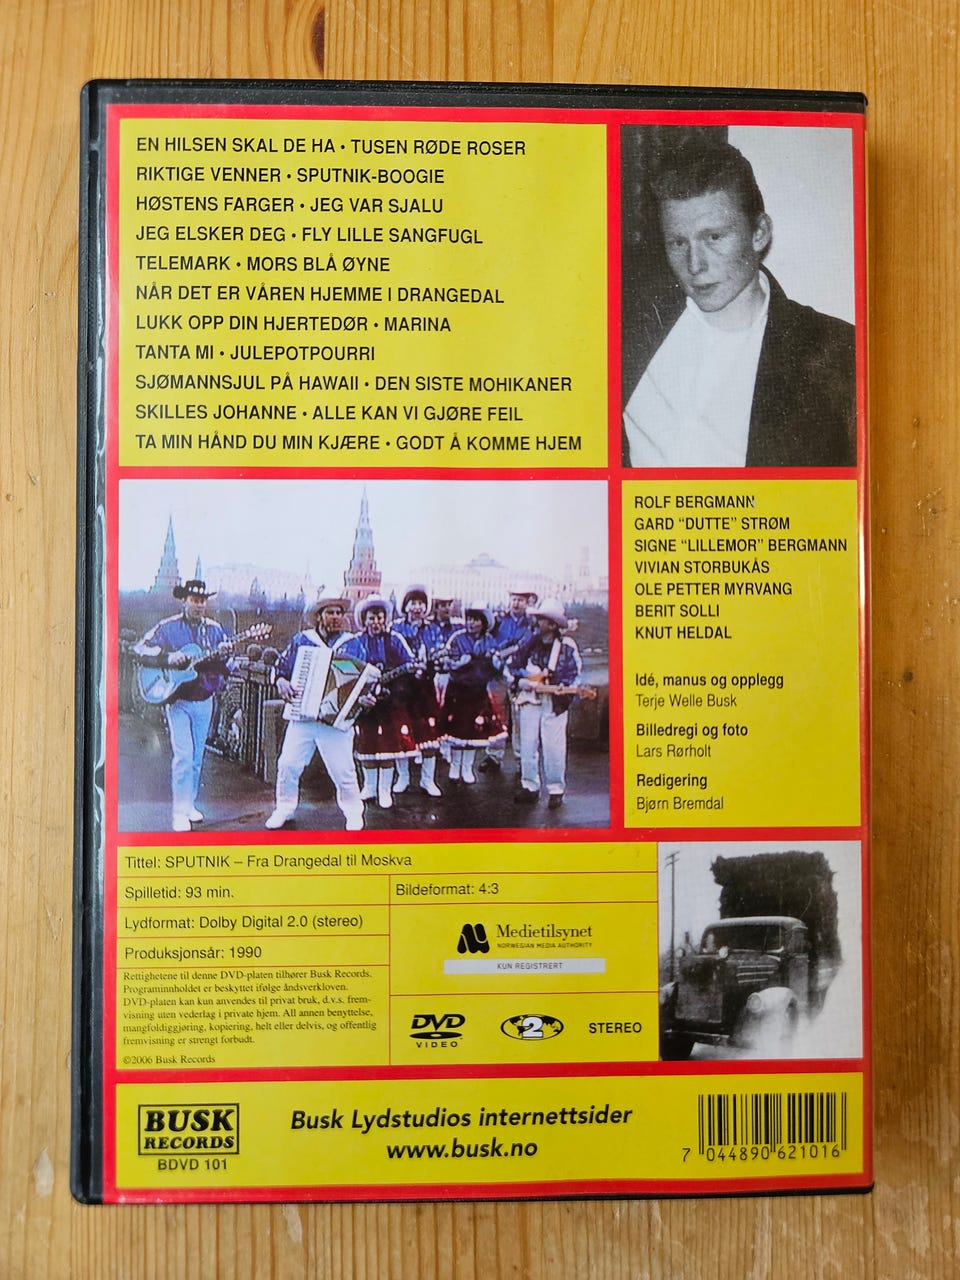 EN HILSEN SKAL DE HA • TUSEN RØDE ROSER
RIKTIGE VENNER • SPUTNIK-BOOGIE
HØSTENS FARGER • JEG VAR SJALU
JEG ELSKER DEG • FLY LILLE SANGFUGL
TELEMARK • MORS BLÅ ØYNE
NÅR DET ER VÅREN HJEMME I DRANGEDAL
LUKK OPP DIN HJERTEDØR • MARINA
TANTA MI • JULEPOTPOURRI
SJØMANNSJUL PÅ HAWAII • DEN SISTE MOHIKANER
SKILLES JOHANNE • ALLE KAN VI GJØRE FEIL
TA MIN HÅND DU MIN KJÆRE • GODT Å KOMME HJEM
ROLF BERGMANN
GARD “DUTTE” STRØM
SIGNE “LILLEMOR” BERGMANN
VIVIAN STORBUKÅS
OLE PETTER MYRVANG
BERIT SOLLI
KNUT HELDAL
Idé, manus og opplegg
Terje Welle Busk
Billedregi og foto
Lars Rørholt
Redigering
Bjørn Bremdal
Tittel: SPUTNIK – Fra Drangedal til Moskva
Spilletid: 93 min.
Bildeformat: 4:3
Lydformat: Dolby Digital 2.0 (stereo)
Produksjonsår: 1990
Rettighetene til denne DVD-platen tilhører Busk Records.
Programinnholdet er beskyttet ifølge åndsverkloven.
DVD-platen kan kun anvendes til privat bruk, d.v.s. frem-
visning uten vederlag i private hjem. All annen benyttelse,
mangfoldiggjøring, kopiering, helt eller delvis, og offentlig
fremvisning er strengt forbudt.
©2006 Busk Records
Medietilsynet
NORWEGIAN MEDIA AUTHORITY
KUN REGISTRERT
DVD
VIDEO
2
STEREO
BUSK
RECORDS
BDVD 101
Busk Lydstudios internettsider
www.busk.no
7 044890 621016